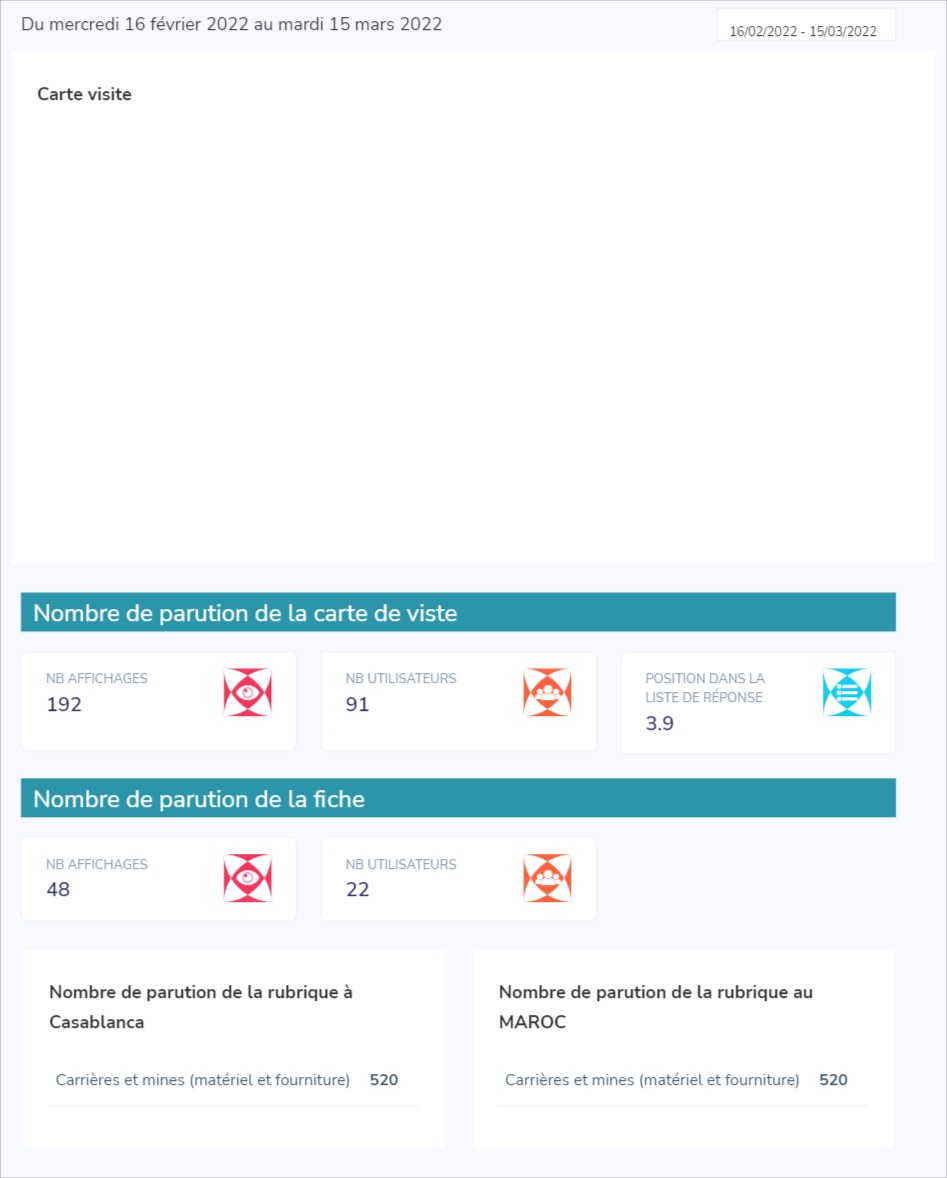 Du mercredi 16 février 2022 au mardi 15 mars 2022
16/02/2022 - 15/03/2022
Carte visite
Nombre de parution de la carte de viste
NB AFFICHAGES
192
NB UTILISATEURS
91
POSITION DANS LA
LISTE DE RÉPONSE
3.9
Nombre de parution de la fiche
NB AFFICHAGES
48
NB UTILISATEURS
22
Nombre de parution de la rubrique à
Casablanca
Carrières et mines (matériel et fourniture) 520
Nombre de parution de la rubrique au
MAROC
Carrières et mines (matériel et fourniture) 520